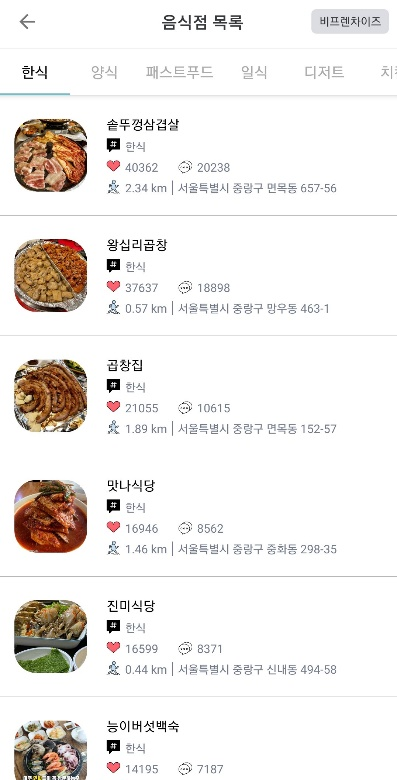 음식점 목록
비프렌차이즈
한식 양식 패스트푸드 일식 디저트
솥뚜껑삼겹살
# 한식
40362 20238
2.34 km | 서울특별시 중랑구 면목동 657-56
왕십리곱창
# 한식
37637 18898
0.57 km | 서울특별시 중랑구 망우동 463-1
곱창집
# 한식
21055 10615
1.89 km | 서울특별시 중랑구 면목동 152-57
맛나식당
# 한식
16946 8562
1.46 km | 서울특별시 중랑구 중화동 298-35
진미식당
# 한식
16599 8371
0.44 km | 서울특별시 중랑구 신내동 494-58
능이버섯백숙
# 한식
14195 7187